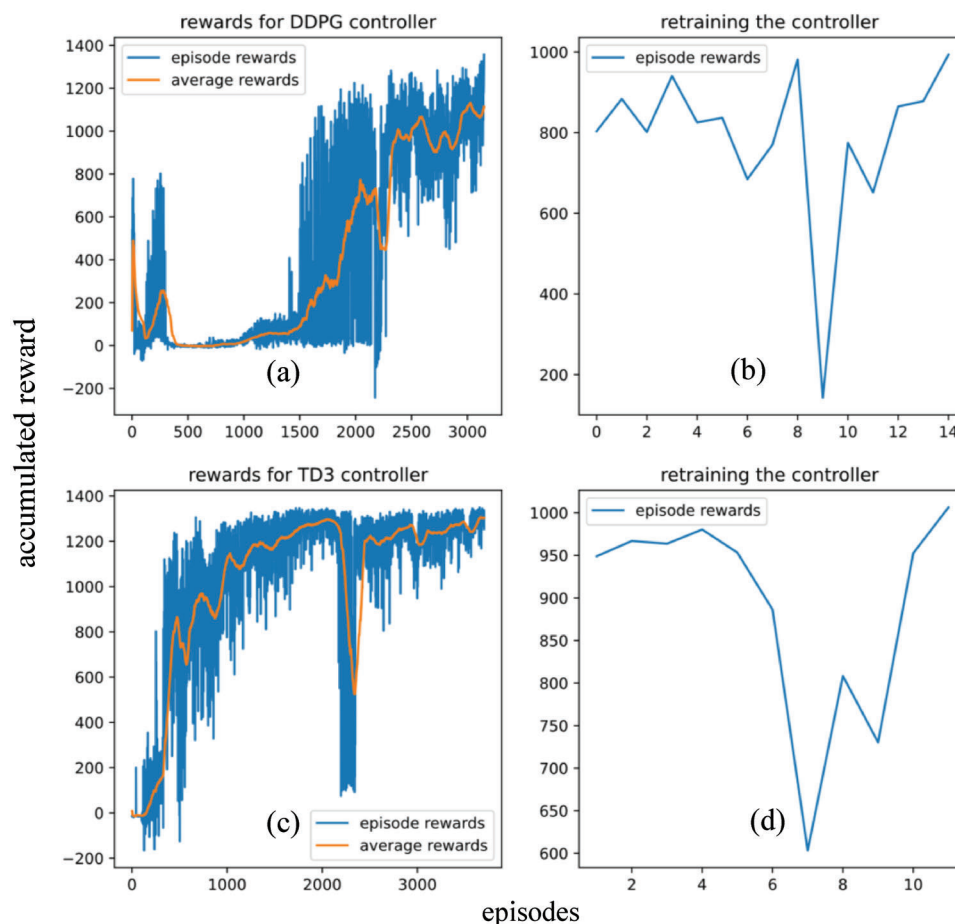 rewards for DDPG controller
1400
1200
1000
800
600
400
200
0
−200
episode rewards
average rewards
(a)
0 500 1000 1500 2000 2500 3000
retraining the controller
1000
800
600
400
200
episode rewards
(b)
0 2 4 6 8 10 12 14
accumulated reward
rewards for TD3 controller
1400
1200
1000
800
600
400
200
0
−200
(c)
episode rewards
average rewards
0 1000 2000 3000
retraining the controller
1000
950
900
850
800
750
700
650
600
episode rewards
(d)
2 4 6 8 10
episodes